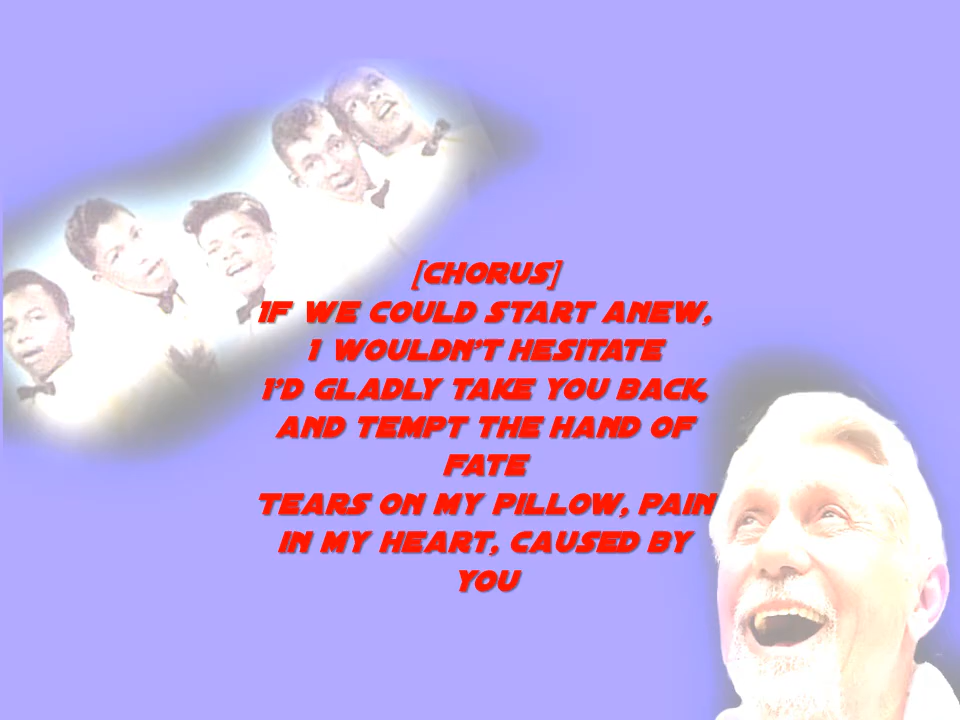 [CHORUS]
IF WE COULD START ANEW,
I WOULDN'T HESITATE
I'D GLADLY TAKE YOU BACK,
AND TEMPT THE HAND OF
FATE
TEARS ON MY PILLOW, PAIN
IN MY HEART, CAUSED BY
YOU